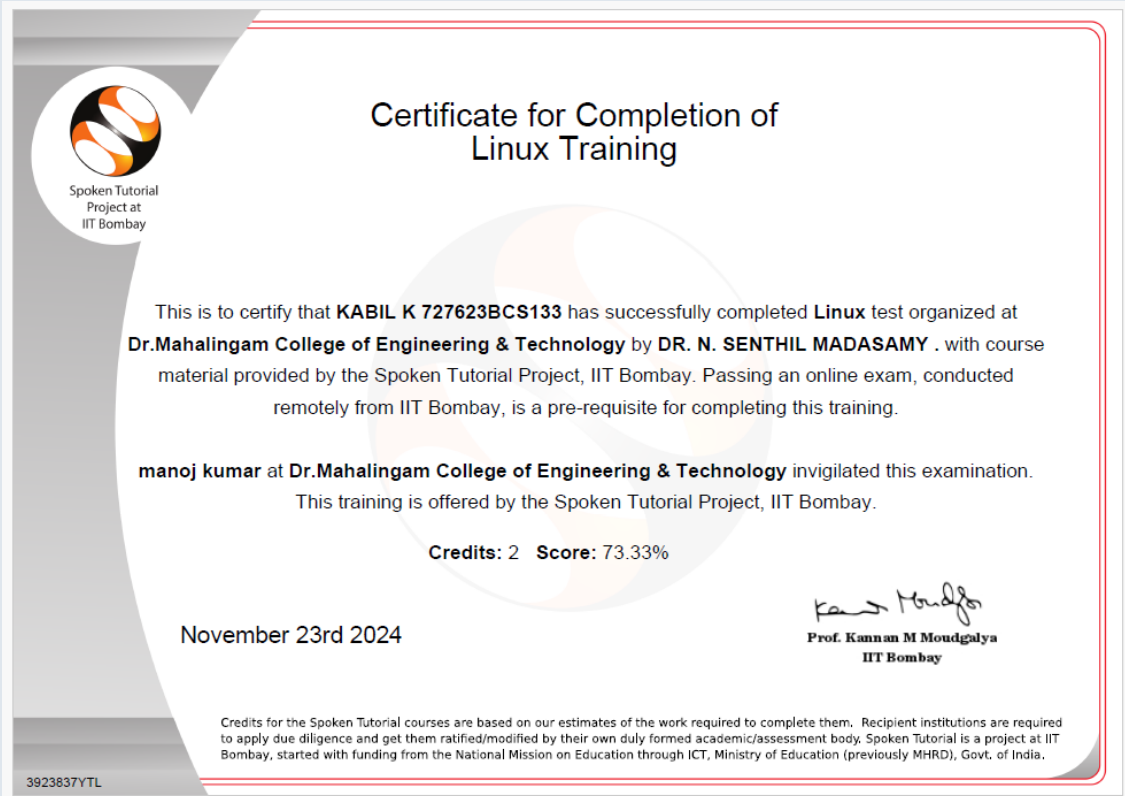 Spoken Tutorial
Project at
IIT Bombay
Certificate for Completion of
Linux Training
This is to certify that KABIL K 727623BCS133 has successfully completed Linux test organized at
Dr.Mahalingam College of Engineering & Technology by DR. N. SENTHIL MADASAMY . with course
material provided by the Spoken Tutorial Project, IIT Bombay. Passing an online exam, conducted
remotely from IIT Bombay, is a pre-requisite for completing this training.
manoj kumar at Dr.Mahalingam College of Engineering & Technology invigilated this examination.
This training is offered by the Spoken Tutorial Project, IIT Bombay.
Credits: 2 Score: 73.33%
November 23rd 2024
Kannan Moudgalya
Prof. Kannan M Moudgalya
IIT Bombay
Credits for the Spoken Tutorial courses are based on our estimates of the work required to complete them. Recipient institutions are required
to apply due diligence and get them ratified/modified by their own duly formed academic/assessment body. Spoken Tutorial is a project at IIT
Bombay, started with funding from the National Mission on Education through ICT, Ministry of Education (previously MHRD), Govt. of India.
3923837YTL